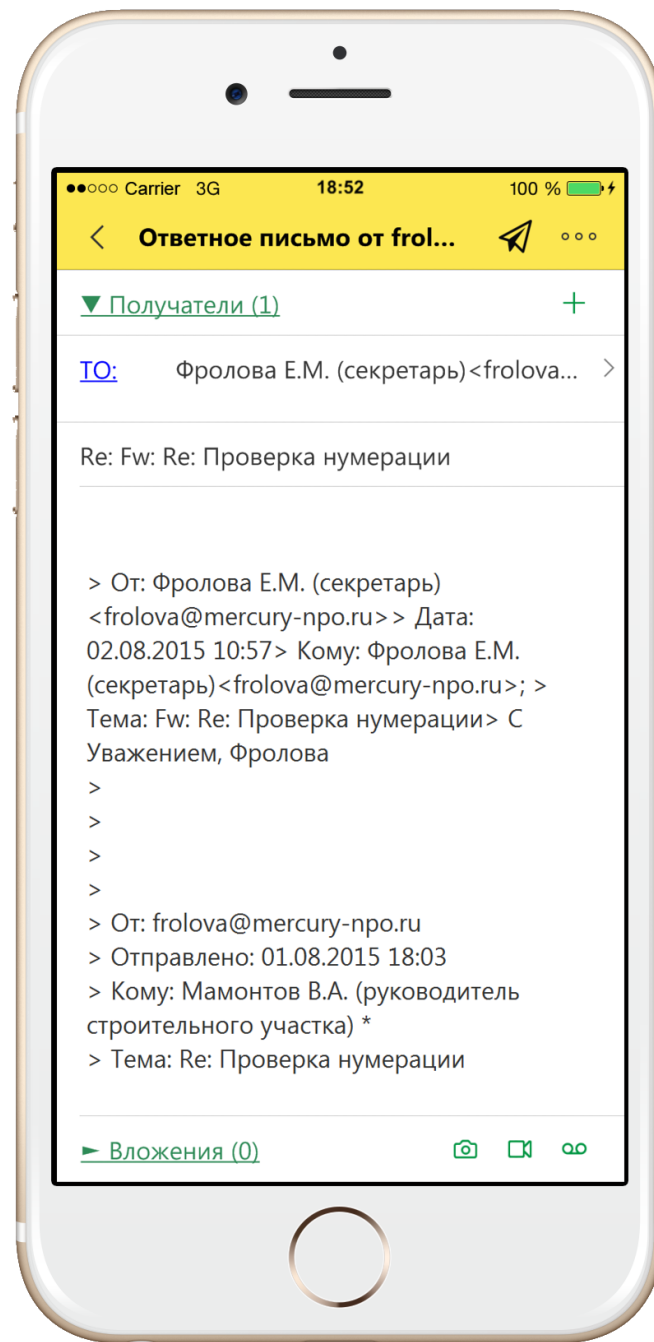 Carrier 3G 18:52 100 %
Ответное письмо от frol...
▼ Получатели (1) +
TO: Фролова Е.М. (секретарь)<frolova... >
Re: Fw: Re: Проверка нумерации
> От: Фролова Е.М. (секретарь)
<frolova@mercury-npo.ru>> Дата:
02.08.2015 10:57> Кому: Фролова Е.М.
(секретарь)<frolova@mercury-npo.ru>; >
Тема: Fw: Re: Проверка нумерации> С
Уважением, Фролова
>
>
>
>
> От: frolova@mercury-npo.ru
> Отправлено: 01.08.2015 18:03
> Кому: Мамонтов В.А. (руководитель
строительного участка) *
> Тема: Re: Проверка нумерации
► Вложения (0)